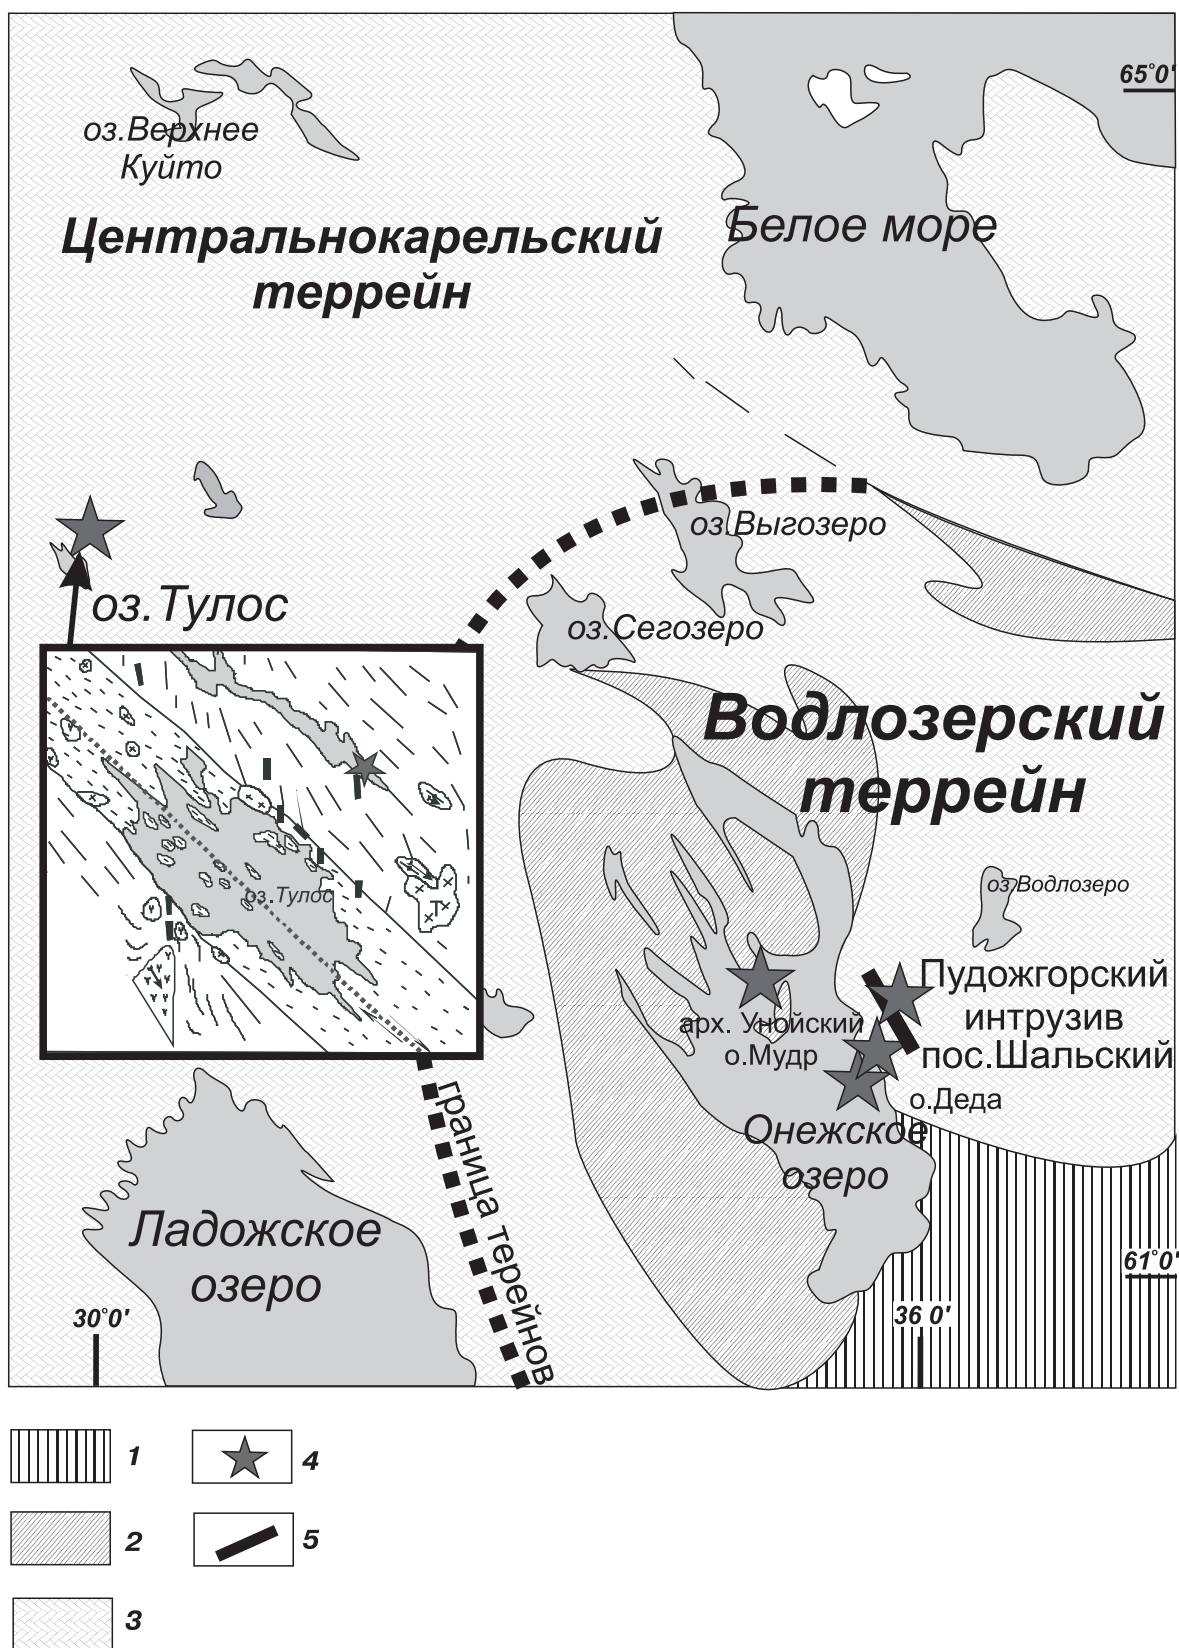 65°0'
оз.Верхнее
Куйто
Центральнокарельский
террейн
Белое море
оз.Выгозеро
оз.Тулос
оз.Сегозеро
Водлозерский
террейн
оз.Тулос
Т
оз.Водлозеро
Пудожгорский
интрузив
арх. Унойский
о.Мудр
пос.Шальский
о.Деда
Онежское
озеро
граница терейнов
Ладожское
озеро
61°0'
30°0'
36 0'
1
4
2
5
3